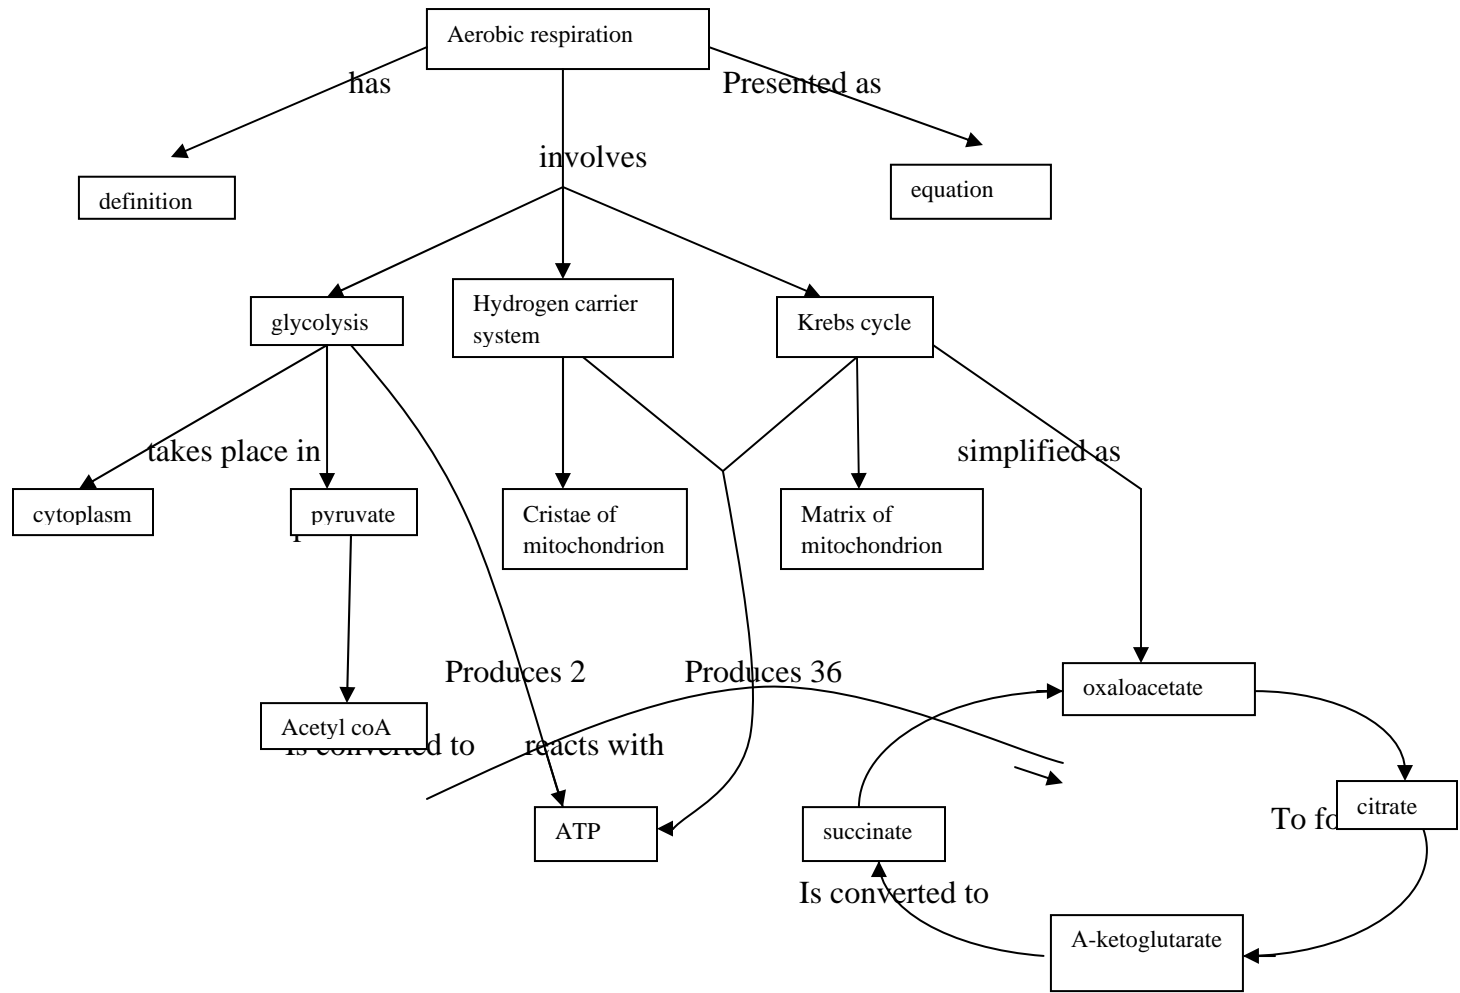 Aerobic respiration
has
Presented as
involves
definition
equation
glycolysis
Hydrogen carrier
system
Krebs cycle
takes place in
simplified as
cytoplasm
pyruvate
Cristae of
mitochondrion
Matrix of
mitochondrion
Produces 2
Produces 36
oxaloacetate
Acetyl coA
Is converted to
reacts with
ATP
succinate
To fo
citrate
Is converted to
A-ketoglutarate